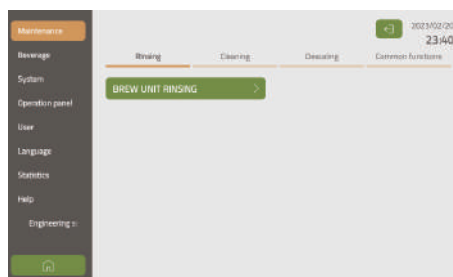 Maintenance
Beverage
System
Operation panel
User
Language
Statistics
Help
Engineering
2023/02/20
23:40
Rinsing
Cleaning
Descaling
Common functions
BREW UNIT RINSING